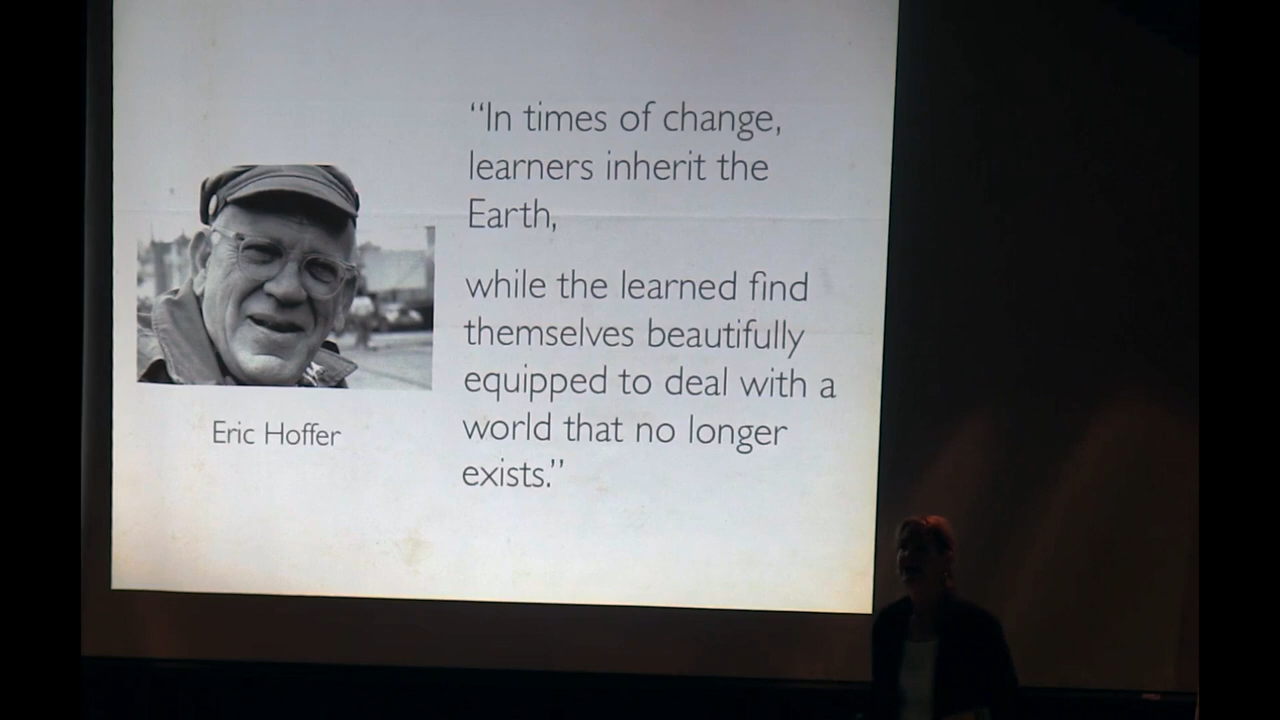 “In times of change,
learners inherit the
Earth,
while the learned find
themselves beautifully
equipped to deal with a
world that no longer
exists.”
Eric Hoffer